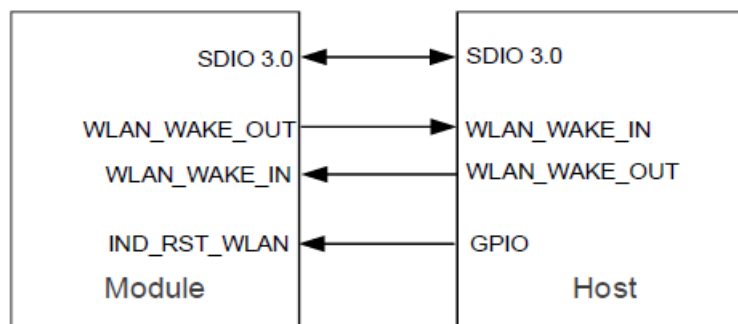 SDIO 3.0 SDIO 3.0
WLAN_WAKE_OUT WLAN_WAKE_IN
WLAN_WAKE_IN WLAN_WAKE_OUT
IND_RST_WLAN GPIO
Module Host